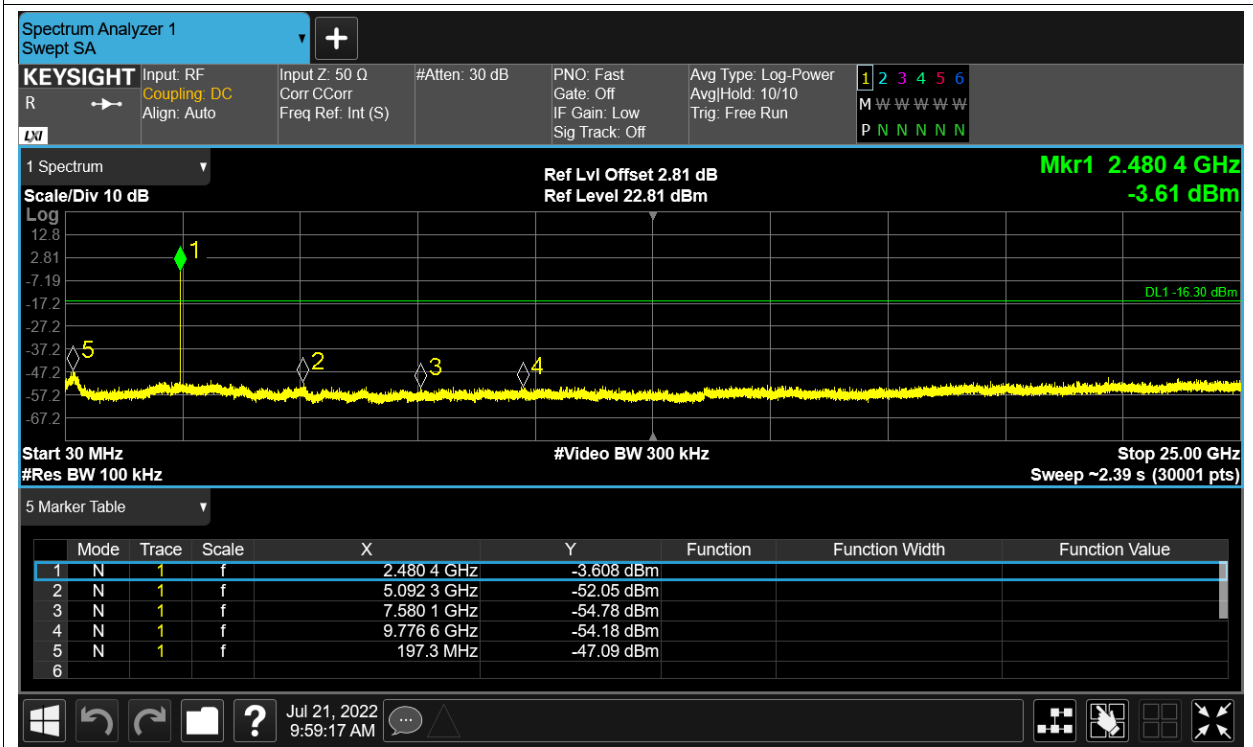 Spectrum Analyzer 1
Swept SA
KEYSIGHT Input: RF Input Z: 50 Ω #Atten: 30 dB PNO: Fast Avg Type: Log-Power 1 2 3 4 5 6
R Coupling: DC Corr CCorr Gate: Off Avg|Hold: 10/10 M W W W W W
Align: Auto Freq Ref: Int (S) IF Gain: Low Trig: Free Run
LXI Sig Track: Off P N N N N N
1 Spectrum Ref Lvl Offset 2.81 dB Mkr1 2.480 4 GHz
Scale/Div 10 dB Ref Level 22.81 dBm -3.61 dBm
Log
12.8
1
2.81
-7.19
DL1 -16.30 dBm
-17.2
-27.2
-37.2
5 2 3 4
-47.2
-57.2
-67.2
Start 30 MHz #Video BW 300 kHz Stop 25.00 GHz
#Res BW 100 kHz Sweep ~2.39 s (30001 pts)
5 Marker Table
Mode Trace Scale X Y Function Function Width Function Value
1 N 1 f 2.480 4 GHz -3.608 dBm
2 N 1 f 5.092 3 GHz -52.05 dBm
3 N 1 f 7.580 1 GHz -54.78 dBm
4 N 1 f 9.776 6 GHz -54.18 dBm
5 N 1 f 197.3 MHz -47.09 dBm
6
? Jul 21, 2022
9:59:17 AM